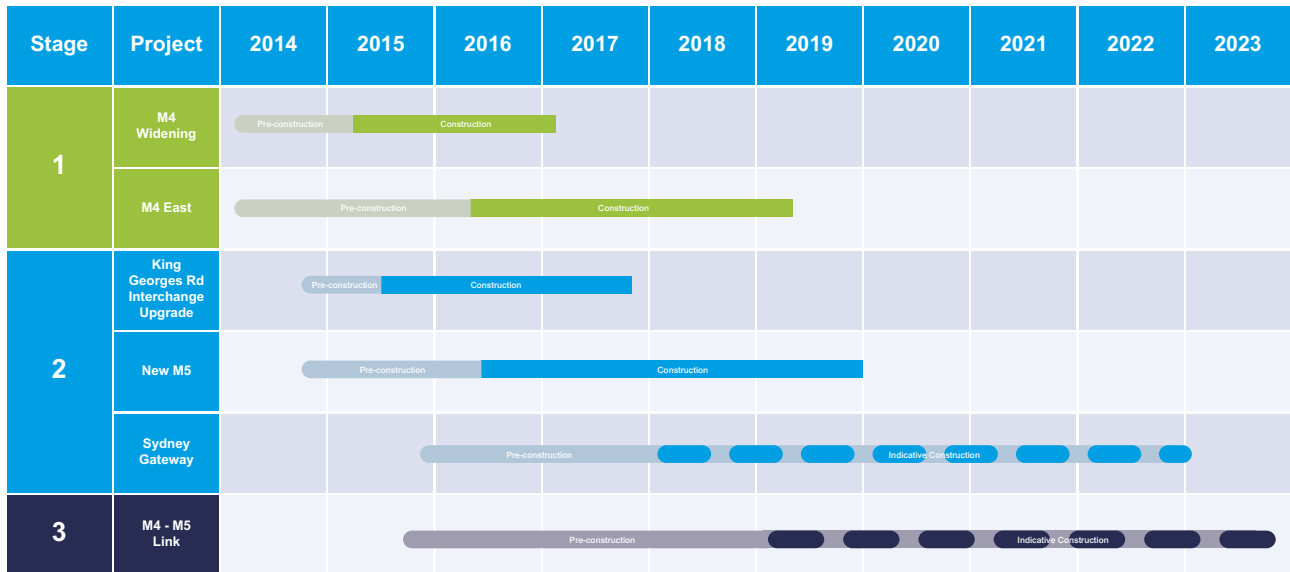 Stage Project 2014 2015 2016 2017 2018 2019 2020 2021 2022 2023
1
M4
Widening
Pre-construction Construction
M4 East
Pre-construction Construction
2
King
Georges Rd
Interchange
Upgrade
Pre-construction Construction
New M5
Pre-construction Construction
Sydney
Gateway
Pre-construction Indicative Construction
3
M4 - M5
Link
Pre-construction Indicative Construction